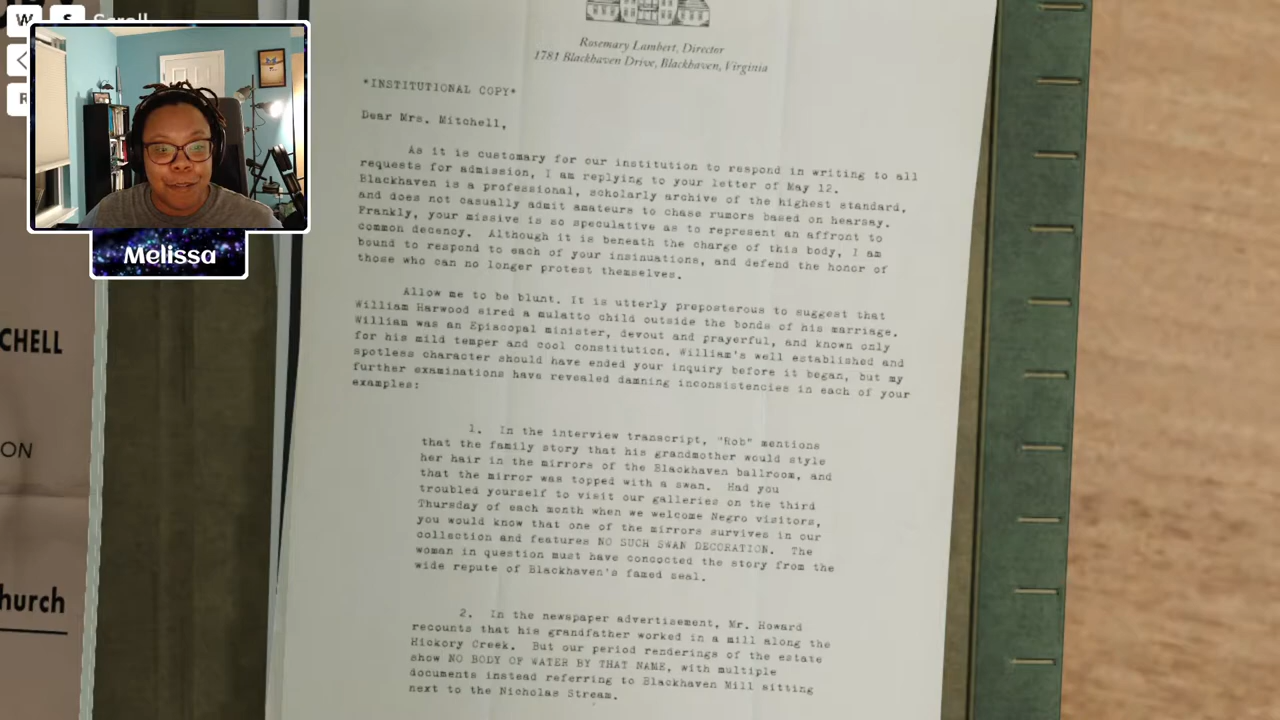 W
S
Scroll
R
Melissa
CHELL
ON
hurch
Rosemary Lambert, Director
1781 Blackhaven Drive, Blackhaven, Virginia
*INSTITUTIONAL COPY*
Dear Mrs. Mitchell,
As it is customary for our institution to respond in writing to all
requests for admission, I am replying to your letter of May 12.
Blackhaven is a professional, scholarly archive of the highest standard,
and does not casually admit amateurs to chase rumors based on hearsay.
Frankly, your missive is so speculative as to represent an affront to
common decency. Although it is beneath the charge of this body, I am
bound to respond to each of your insinuations, and defend the honor of
those who can no longer protest themselves.
Allow me to be blunt. It is utterly preposterous to suggest that
William Harwood sired a mulatto child outside the bonds of his marriage.
William was an Episcopal minister, devout and prayerful, and known only
for his mild temper and cool constitution. William's well established and
spotless character should have ended your inquiry before it began, but my
further examinations have revealed damning inconsistencies in each of your
examples:
1. In the interview transcript, "Rob" mentions
that the family story that his grandmother would style
her hair in the mirrors of the Blackhaven ballroom, and
that the mirror was topped with a swan. Had you
troubled yourself to visit our galleries on the third
Thursday of each month when we welcome Negro visitors,
you would know that one of the mirrors survives in our
collection and features NO SUCH SWAN DECORATION. The
woman in question must have concocted the story from the
wide repute of Blackhaven's famed seal.
2. In the newspaper advertisement, Mr. Howard
recounts that his grandfather worked in a mill along the
Hickory Creek. But our period renderings of the estate
show NO BODY OF WATER BY THAT NAME, with multiple
documents instead referring to Blackhaven Mill sitting
next to the Nicholas Stream.